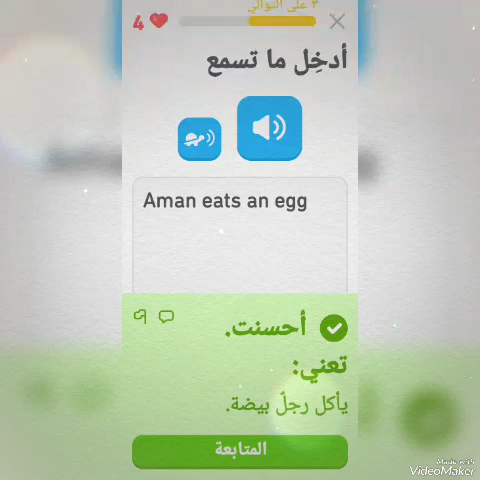 ٣ على التوالي
4
أدخِل ما تسمع
Aman eats an egg
أحسنت.
تعني:
يأكل رجلٌ بيضة.
المتابعة
Made with
VideoMaker